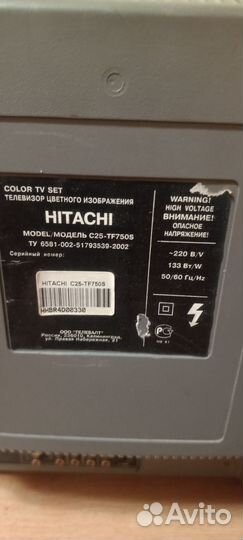 COLOR TV SET
ТЕЛЕВИЗОР ЦВЕТНОГО ИЗОБРАЖЕНИЯ
HITACHI
MODEL/МОДЕЛЬ C25-TF750S
ТУ 6581-002-51793539-2002
Серийный номер:
HITACHI C25-TF750S
HHBR4D00330
ООО "ТЕЛЕБАЛТ"
Россия, 236010, Калининград,
ул. Правая Набережная, 21
WARNING!
HIGH VOLTAGE
ВНИМАНИЕ!
ОПАСНОЕ
НАПРЯЖЕНИЕ!
~220 В/V
133 Вт/W
50/60 Гц/Hz
Avito